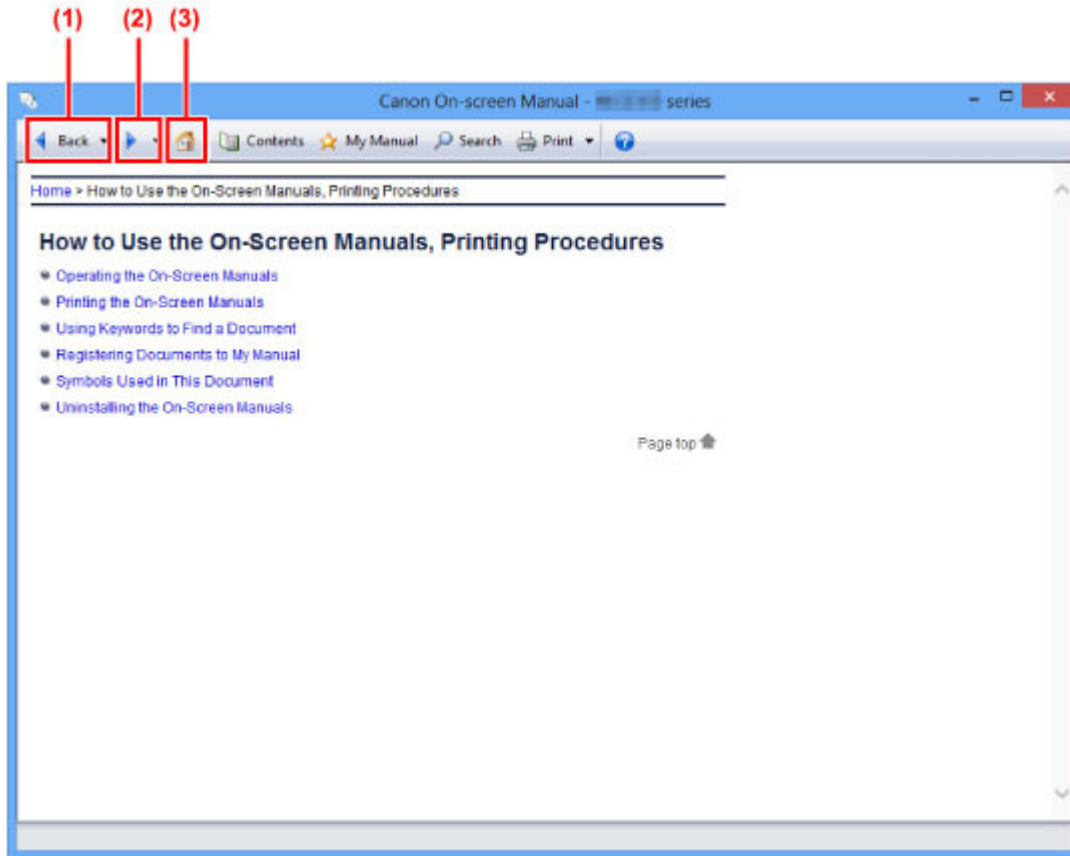 (1) (2) (3)
Canon On-screen Manual - series
Back Contents My Manual Search Print
Home > How to Use the On-Screen Manuals, Printing Procedures
How to Use the On-Screen Manuals, Printing Procedures
Operating the On-Screen Manuals
Printing the On-Screen Manuals
Using Keywords to Find a Document
Registering Documents to My Manual
Symbols Used in This Document
Uninstalling the On-Screen Manuals
Page top